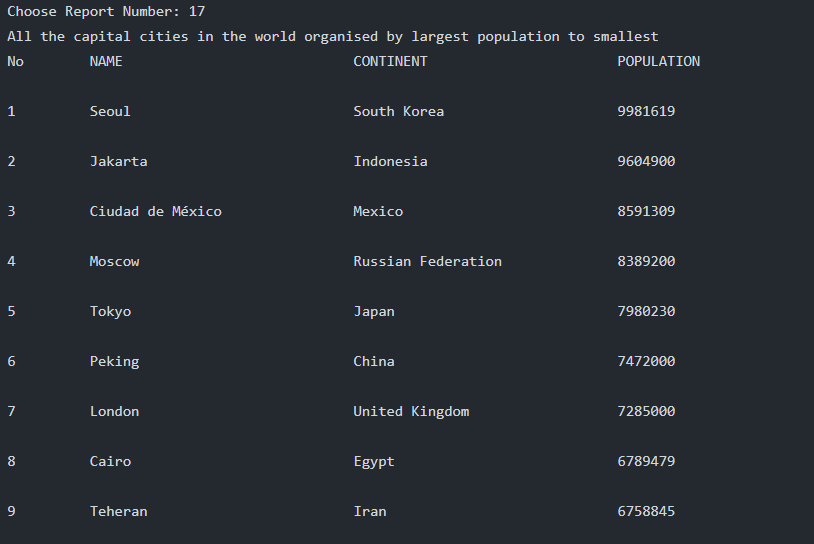 Choose Report Number: 17
All the capital cities in the world organised by largest population to smallest
No NAME CONTINENT POPULATION
1 Seoul South Korea 9981619
2 Jakarta Indonesia 9604900
3 Ciudad de México Mexico 8591309
4 Moscow Russian Federation 8389200
5 Tokyo Japan 7980230
6 Peking China 7472000
7 London United Kingdom 7285000
8 Cairo Egypt 6789479
9 Teheran Iran 6758845